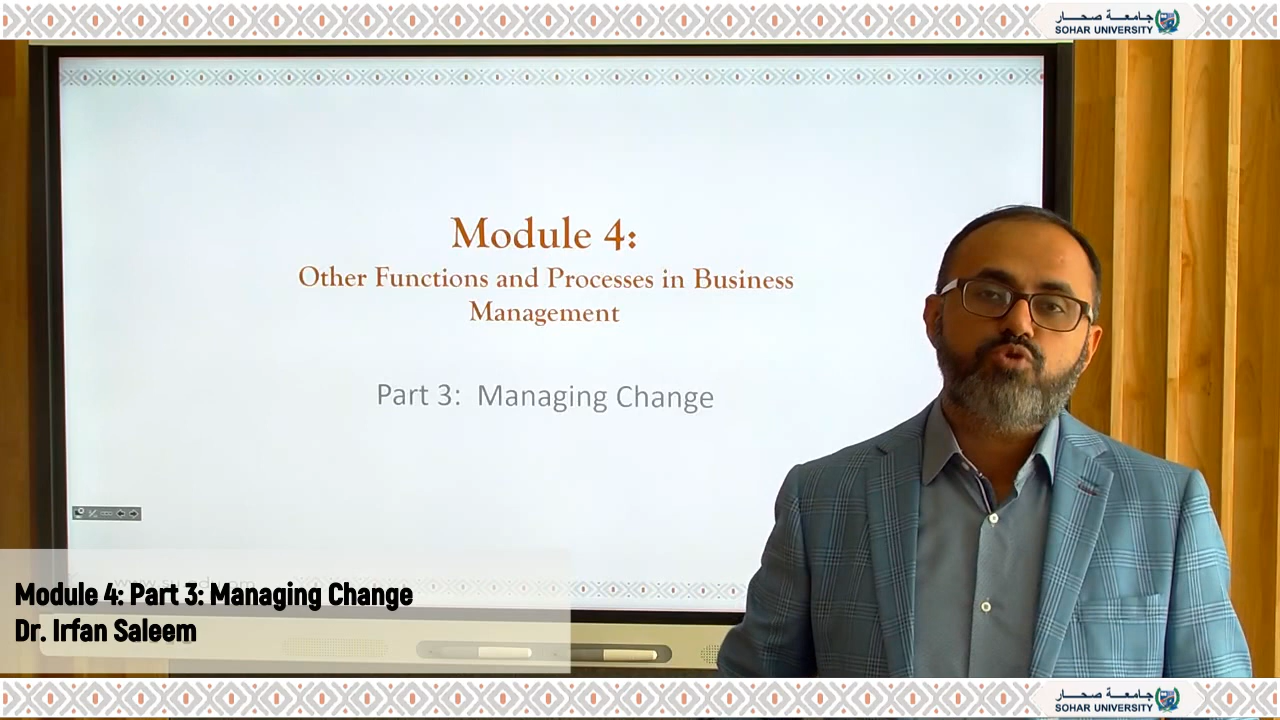 جامعة صحار
SOHAR UNIVERSITY
Module 4:
Other Functions and Processes in Business
Management
Part 3: Managing Change
Module 4: Part 3: Managing Change
Dr. Irfan Saleem
جامعة صحار
SOHAR UNIVERSITY